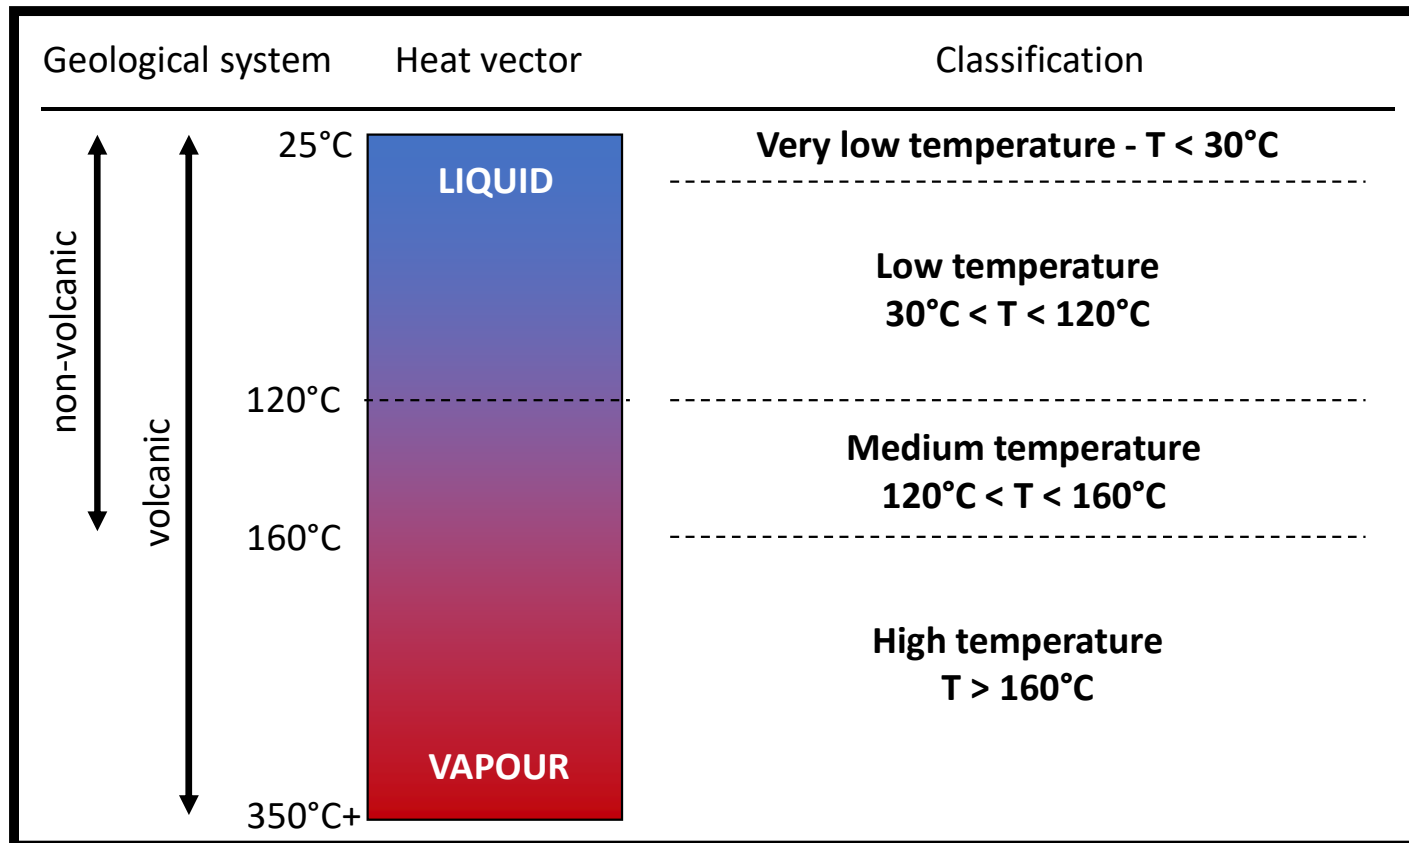 Geological system
Heat vector
Classification
25°C
LIQUID
Very low temperature - T < 30°C
Low temperature
30°C < T < 120°C
non-volcanic
volcanic
120°C
Medium temperature
120°C < T < 160°C
160°C
High temperature
T > 160°C
VAPOUR
350°C+